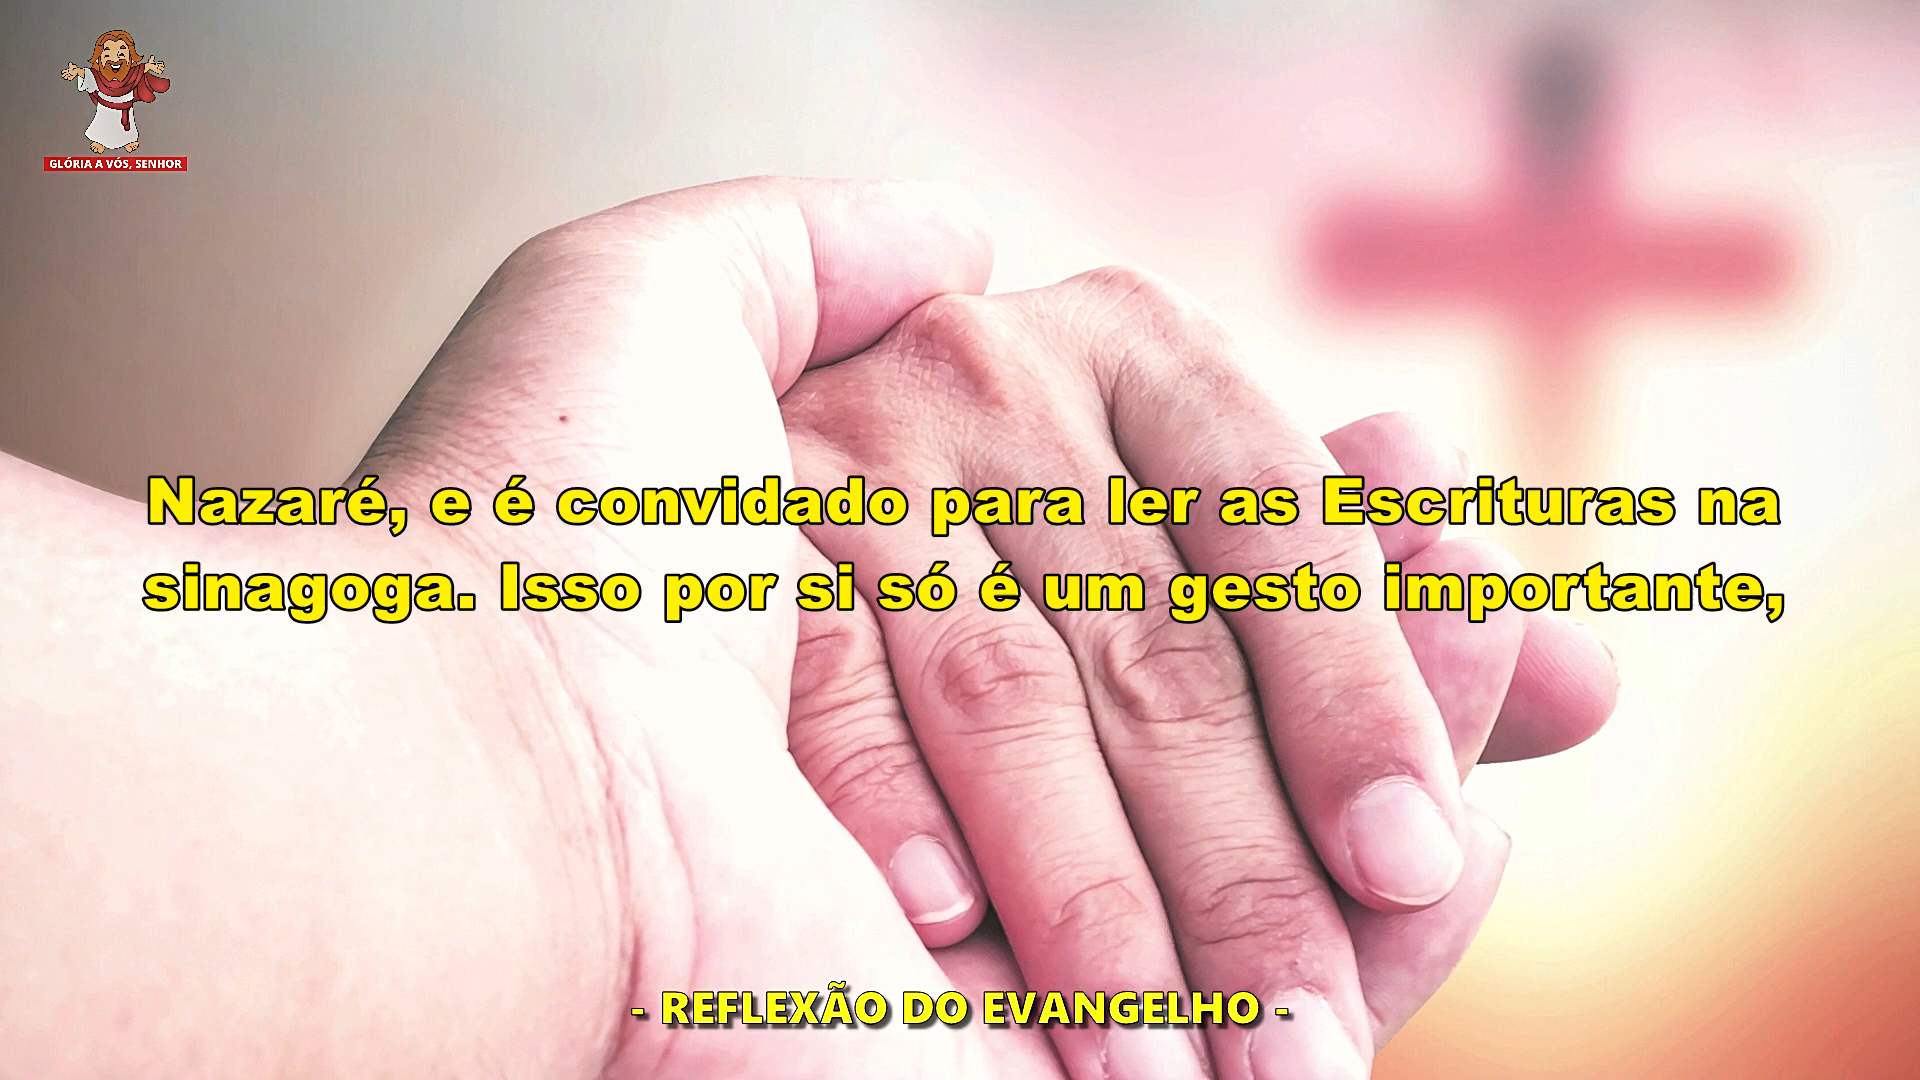 GLÓRIA A VÓS, SENHOR
Nazaré, e é convidado para ler as Escrituras na
sinagoga. Isso por si só é um gesto importante,
- REFLEXÃO DO EVANGELHO -